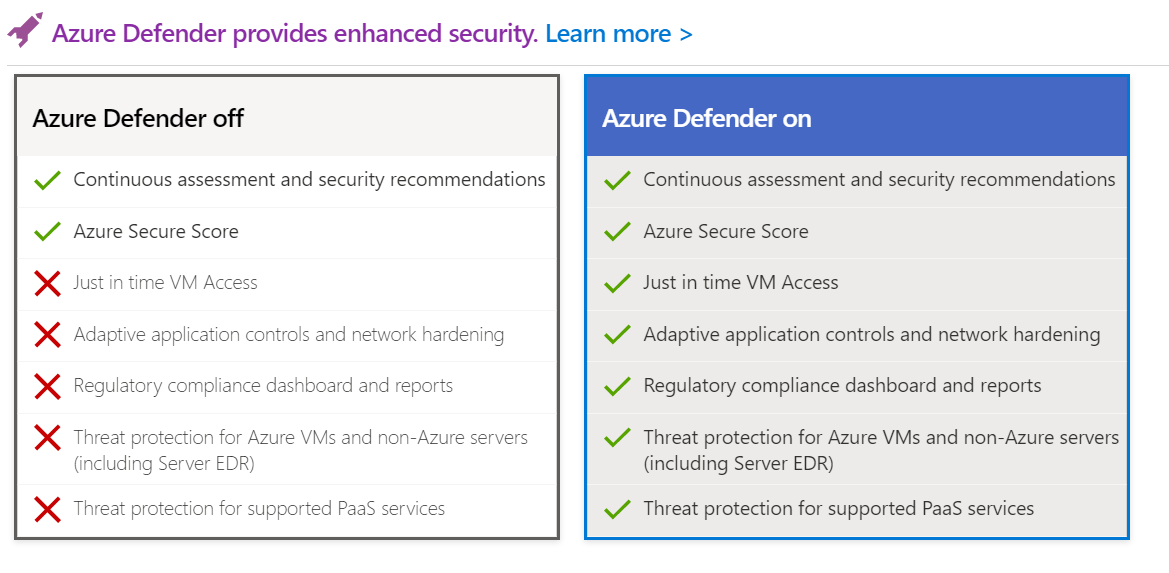 Azure Defender provides enhanced security. Learn more >
Azure Defender off
Continuous assessment and security recommendations
Azure Secure Score
Just in time VM Access
Adaptive application controls and network hardening
Regulatory compliance dashboard and reports
Threat protection for Azure VMs and non-Azure servers
(including Server EDR)
Threat protection for supported PaaS services
Azure Defender on
Continuous assessment and security recommendations
Azure Secure Score
Just in time VM Access
Adaptive application controls and network hardening
Regulatory compliance dashboard and reports
Threat protection for Azure VMs and non-Azure servers
(including Server EDR)
Threat protection for supported PaaS services